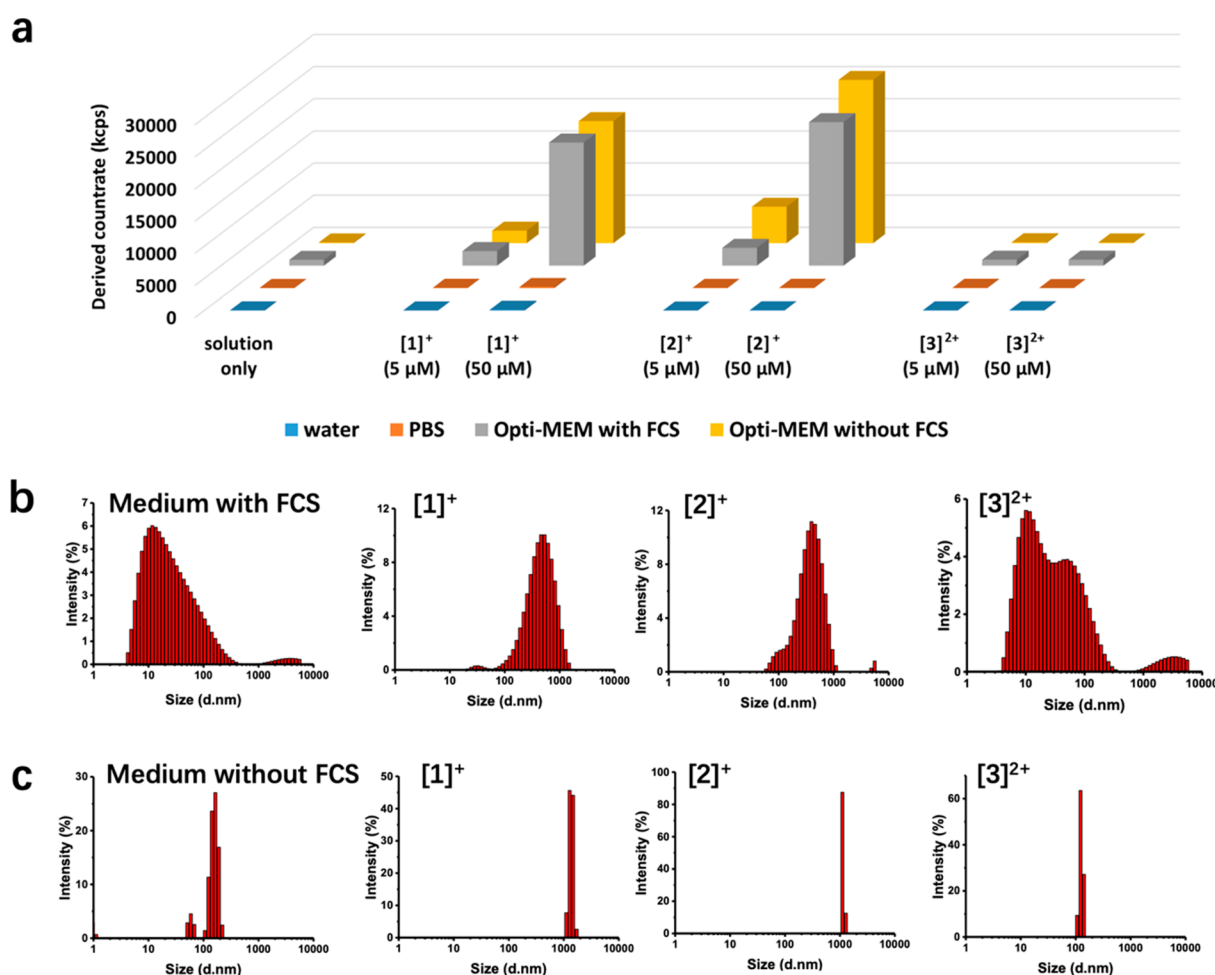 a
Derived countrate (kcps)
30000
25000
20000
15000
10000
5000
0
solution
only
[1]⁺
(5 μM)
[1]⁺
(50 μM)
[2]⁺
(5 μM)
[2]⁺
(50 μM)
[3]²⁺
(5 μM)
[3]²⁺
(50 μM)
water
PBS
Opti-MEM with FCS
Opti-MEM without FCS
b
Medium with FCS
Intensity (%)
7
6
5
4
3
2
1
0
1 10 100 1000 10000
Size (d.nm)
[1]⁺
Intensity (%)
12
8
4
0
1 10 100 1000 10000
Size (d.nm)
[2]⁺
Intensity (%)
12
8
4
0
1 10 100 1000 10000
Size (d.nm)
[3]²⁺
Intensity (%)
6
4
2
0
1 10 100 1000 10000
Size (d.nm)
c
Medium without FCS
Intensity (%)
30
20
10
0
1 10 100 1000 10000
Size (d.nm)
[1]⁺
Intensity (%)
50
40
30
20
10
0
1 10 100 1000 10000
Size (d.nm)
[2]⁺
Intensity (%)
100
80
60
40
20
0
1 10 100 1000 10000
Size (d.nm)
[3]²⁺
Intensity (%)
60
40
20
0
1 10 100 1000 10000
Size (d.nm)